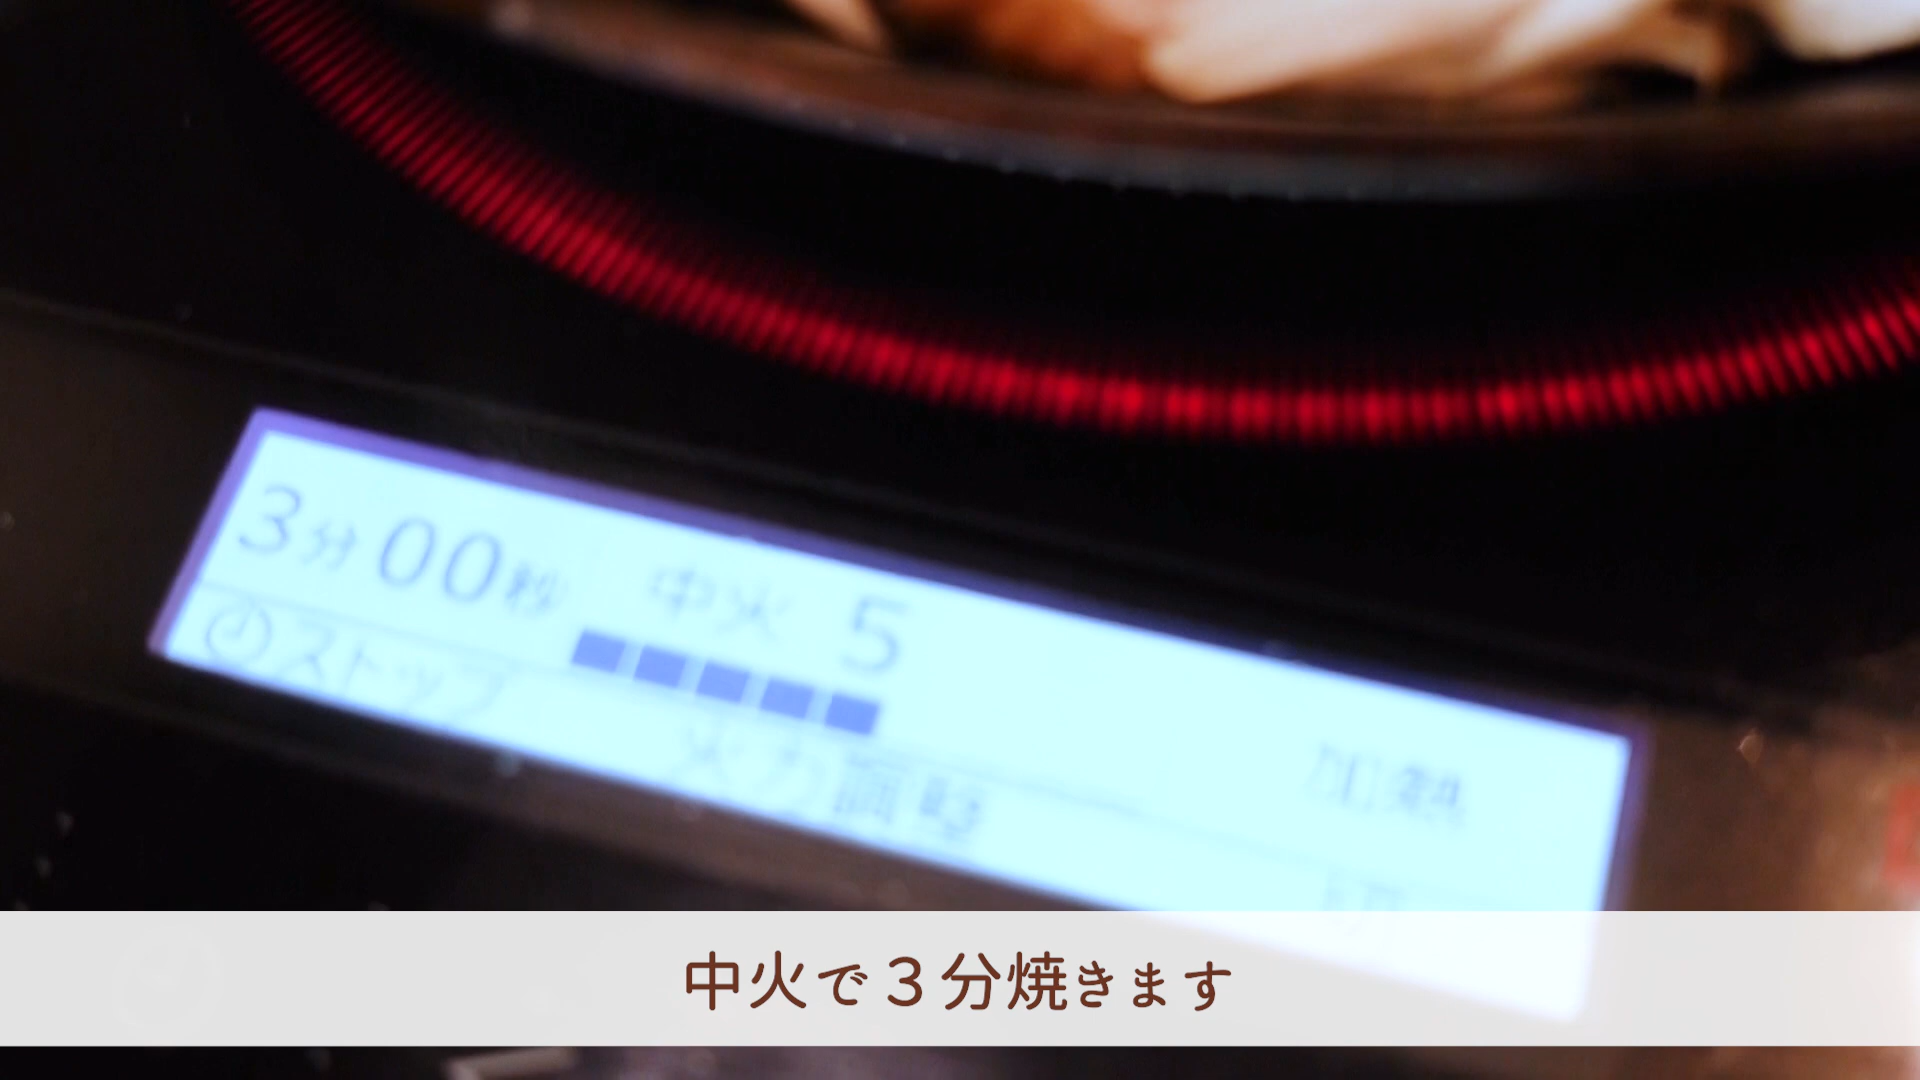 3分00秒 中火 5
ストップ 火力調整 加熱
中火で３分焼きます